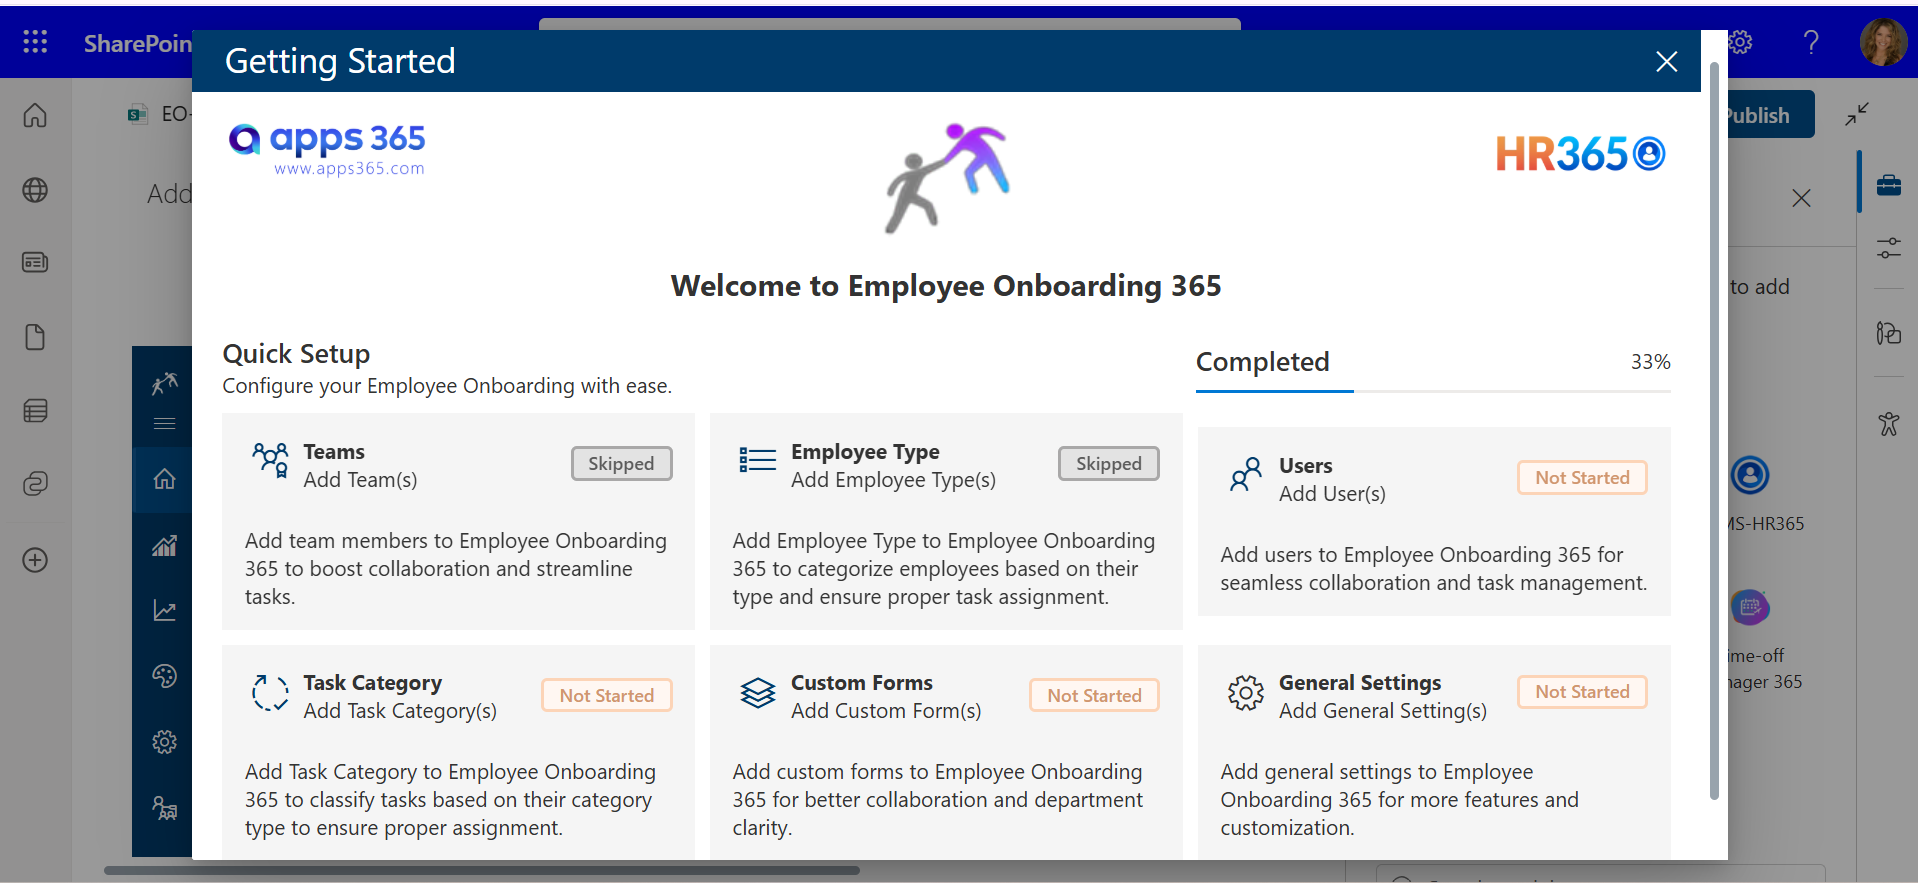 SharePoin
Getting Started
EO-
Publish
Add
apps 365
www.apps365.com
HR365
Welcome to Employee Onboarding 365
to add
Quick Setup
Configure your Employee Onboarding with ease.
Completed
33%
Teams
Add Team(s)
Skipped
Add team members to Employee Onboarding
365 to boost collaboration and streamline
tasks.
Employee Type
Add Employee Type(s)
Skipped
Add Employee Type to Employee Onboarding
365 to categorize employees based on their
type and ensure proper task assignment.
Users
Add User(s)
Not Started
Add users to Employee Onboarding 365 for
seamless collaboration and task management.
MS-HR365
Task Category
Add Task Category(s)
Not Started
Add Task Category to Employee Onboarding
365 to classify tasks based on their category
type to ensure proper assignment.
Custom Forms
Add Custom Form(s)
Not Started
Add custom forms to Employee Onboarding
365 for better collaboration and department
clarity.
General Settings
Add General Setting(s)
Not Started
Add general settings to Employee
Onboarding 365 for more features and
customization.
ime-off
nager 365